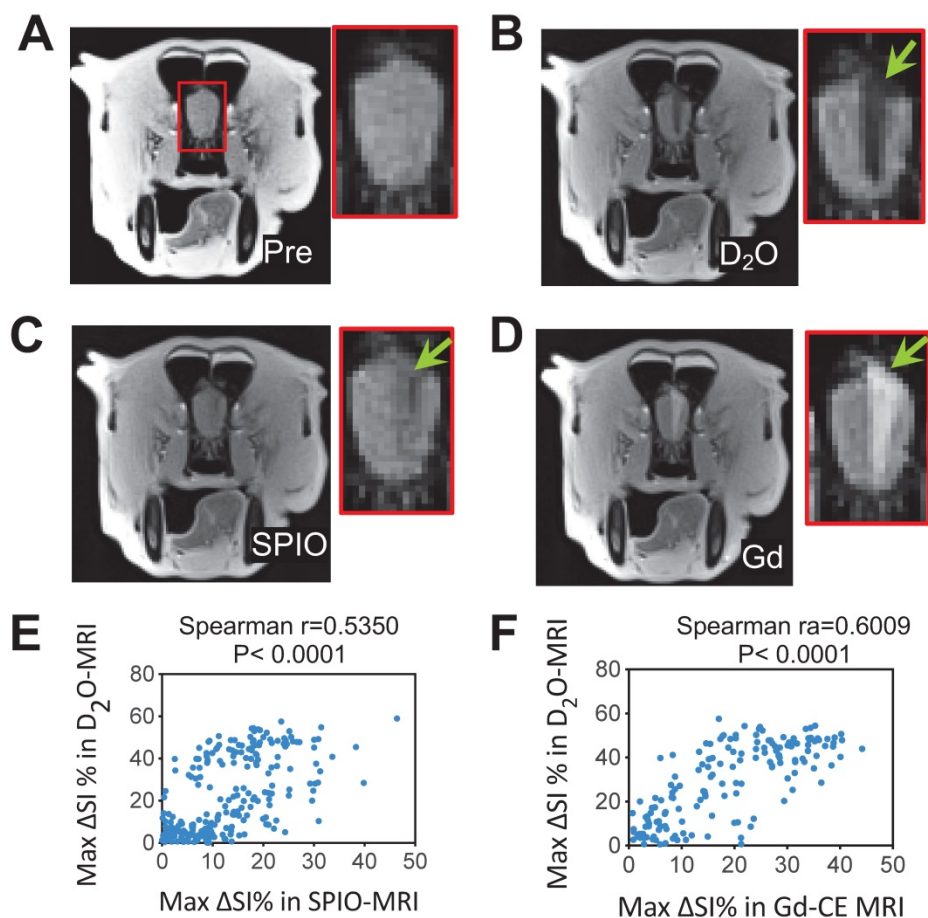 A
Pre
B
D₂O
C
SPIO
D
Gd
E
Spearman r=0.5350
P< 0.0001
Max ΔSI % in D₂O-MRI
80
60
40
20
0
0 10 20 30 40 50
Max ΔSI% in SPIO-MRI
F
Spearman ra=0.6009
P< 0.0001
Max ΔSI % in D₂O-MRI
80
60
40
20
0
0 10 20 30 40 50
Max ΔSI% in Gd-CE MRI